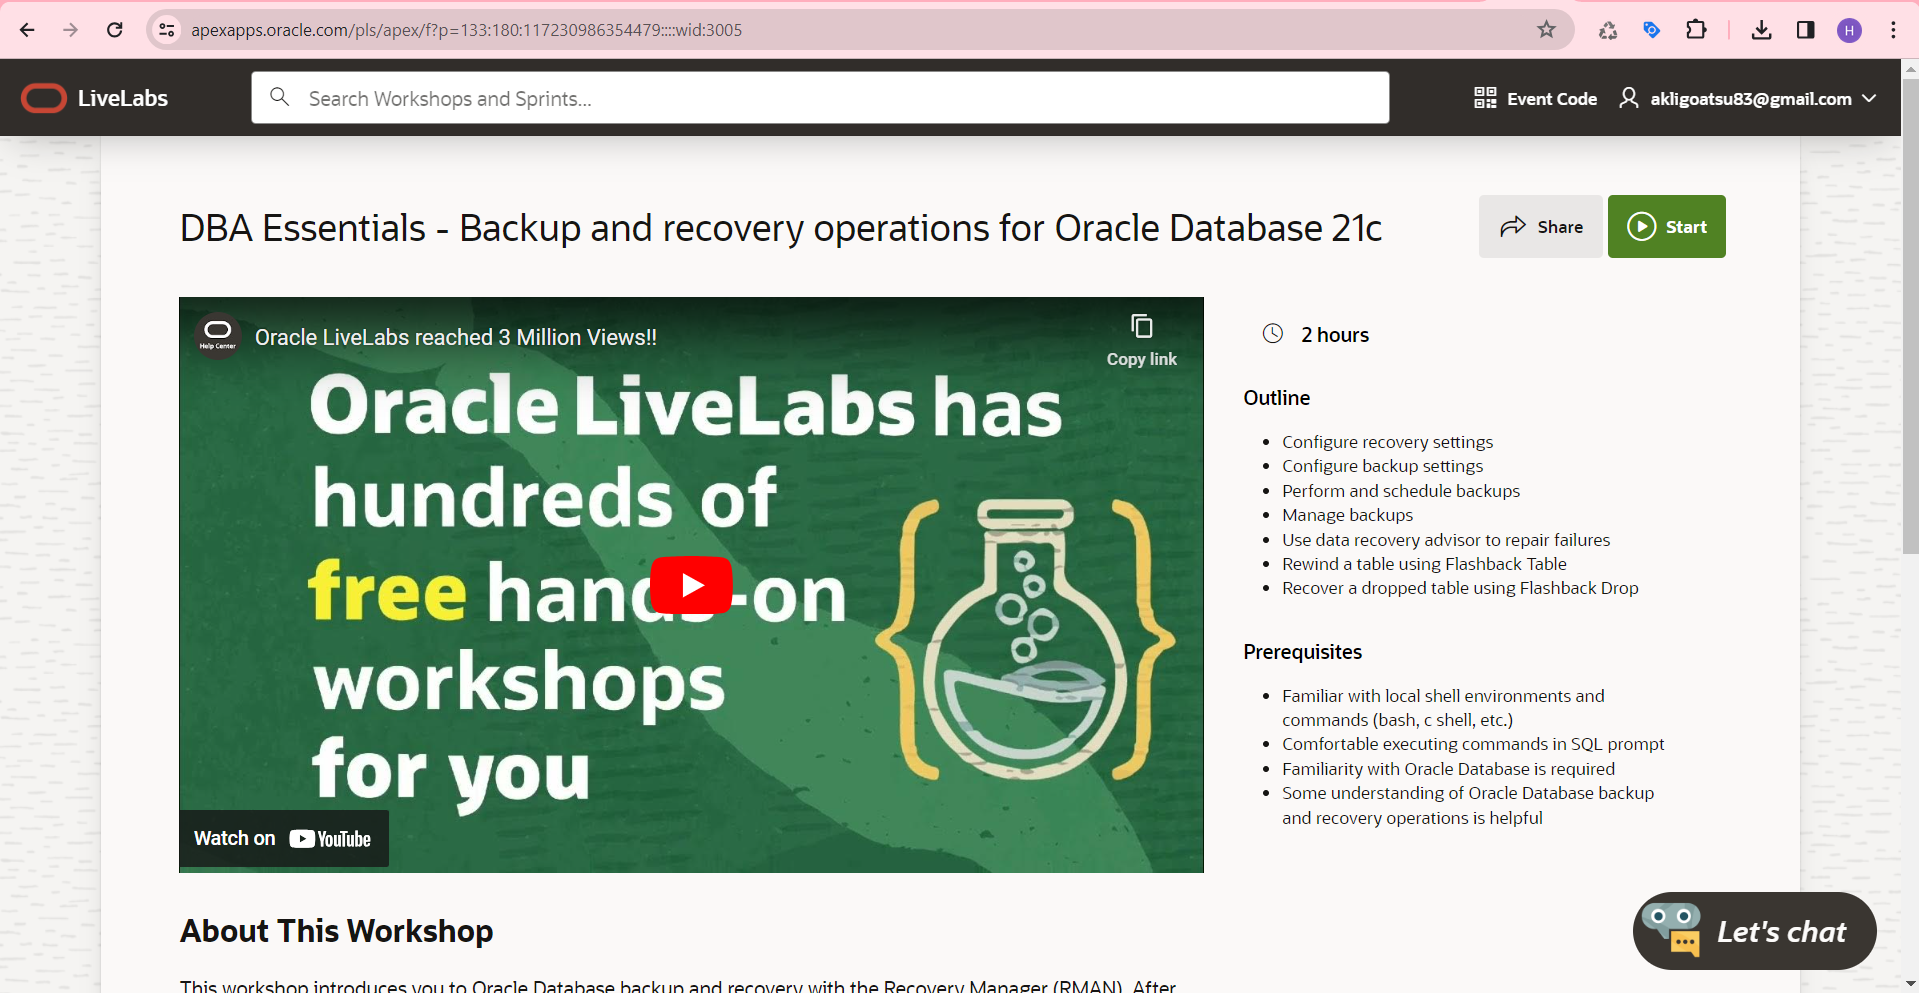 apexapps.oracle.com/pls/apex/f?p=133:180:117230986354479::::wid:3005
H
LiveLabs
Search Workshops and Sprints...
Event Code
akligoatsu83@gmail.com
DBA Essentials - Backup and recovery operations for Oracle Database 21c
Share
Start
Help Center
Oracle LiveLabs reached 3 Million Views!!
Copy link
Oracle LiveLabs has
hundreds of
free hands-on
workshops
for you
Watch on YouTube
2 hours
Outline
• Configure recovery settings
• Configure backup settings
• Perform and schedule backups
• Manage backups
• Use data recovery advisor to repair failures
• Rewind a table using Flashback Table
• Recover a dropped table using Flashback Drop
Prerequisites
• Familiar with local shell environments and
commands (bash, c shell, etc.)
• Comfortable executing commands in SQL prompt
• Familiarity with Oracle Database is required
• Some understanding of Oracle Database backup
and recovery operations is helpful
About This Workshop
This workshop introduces you to Oracle Database backup and recovery with the Recovery Manager (RMAN). After
Let's chat